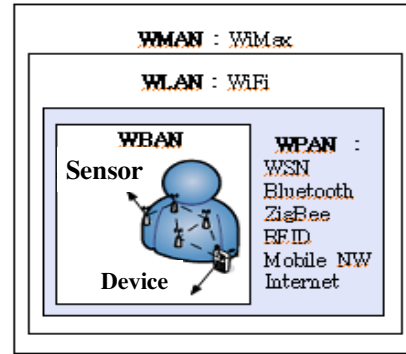 WMAN : WiMax
WLAN : WiFi
WBAN
Sensor
Device
WPAN :
WSN
Bluetooth
ZigBee
RFID
Mobile NW
Internet